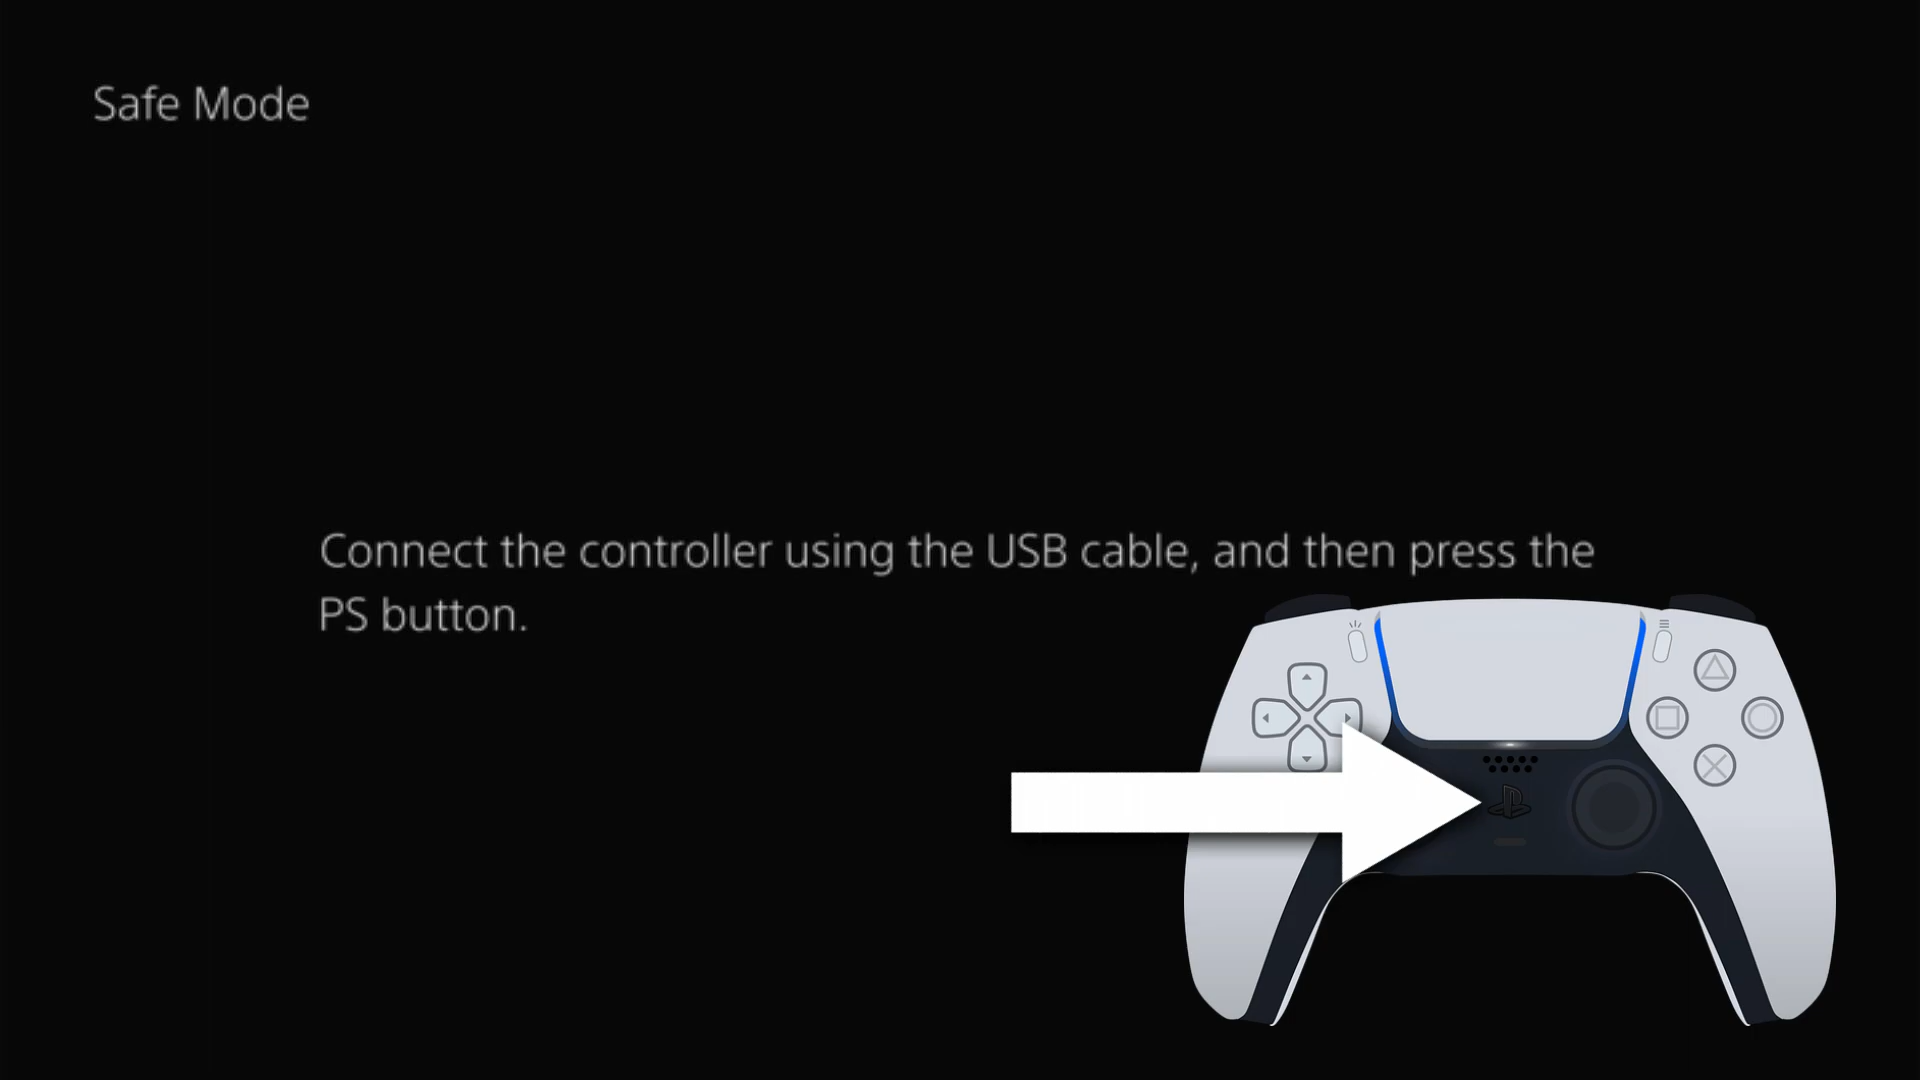 Safe Mode
Connect the controller using the USB cable, and then press the
PS button.